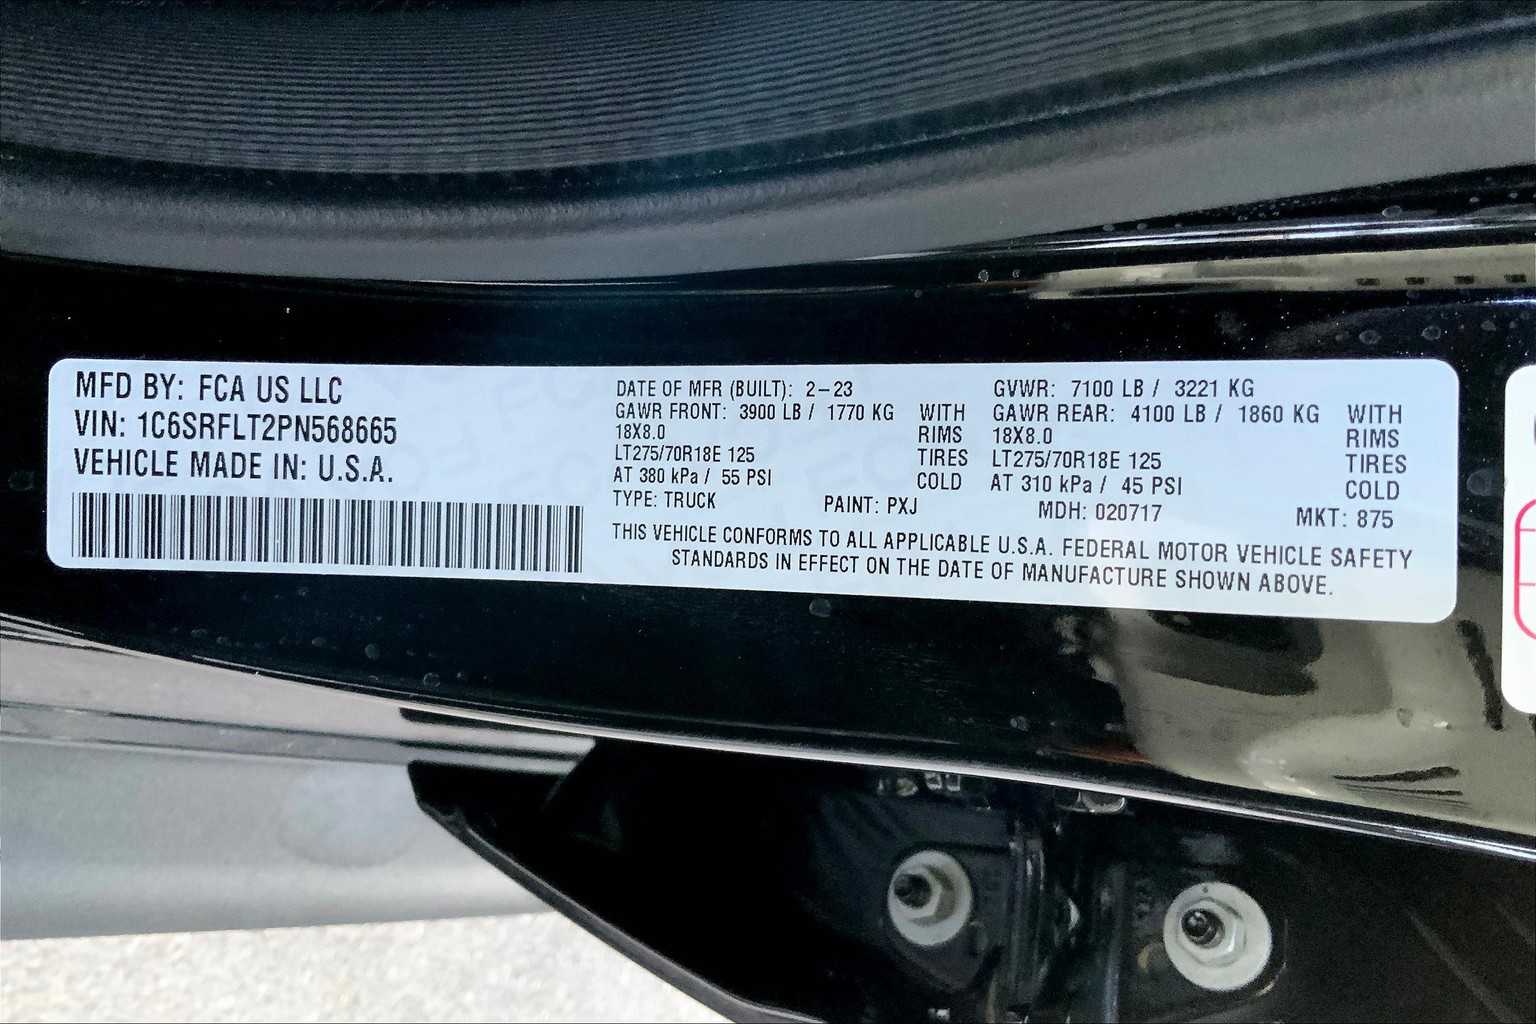 MFD BY: FCA US LLC
VIN: 1C6SRFLT2PN568665
VEHICLE MADE IN: U.S.A.
DATE OF MFR (BUILT): 2-23 GVWR: 7100 LB / 3221 KG
GAWR FRONT: 3900 LB / 1770 KG WITH GAWR REAR: 4100 LB / 1860 KG WITH
18X8.0 RIMS 18X8.0 RIMS
LT275/70R18E 125 TIRES LT275/70R18E 125 TIRES
AT 380 kPa / 55 PSI COLD AT 310 kPa / 45 PSI COLD
TYPE: TRUCK PAINT: PXJ MDH: 020717 MKT: 875
THIS VEHICLE CONFORMS TO ALL APPLICABLE U.S.A. FEDERAL MOTOR VEHICLE SAFETY
STANDARDS IN EFFECT ON THE DATE OF MANUFACTURE SHOWN ABOVE.